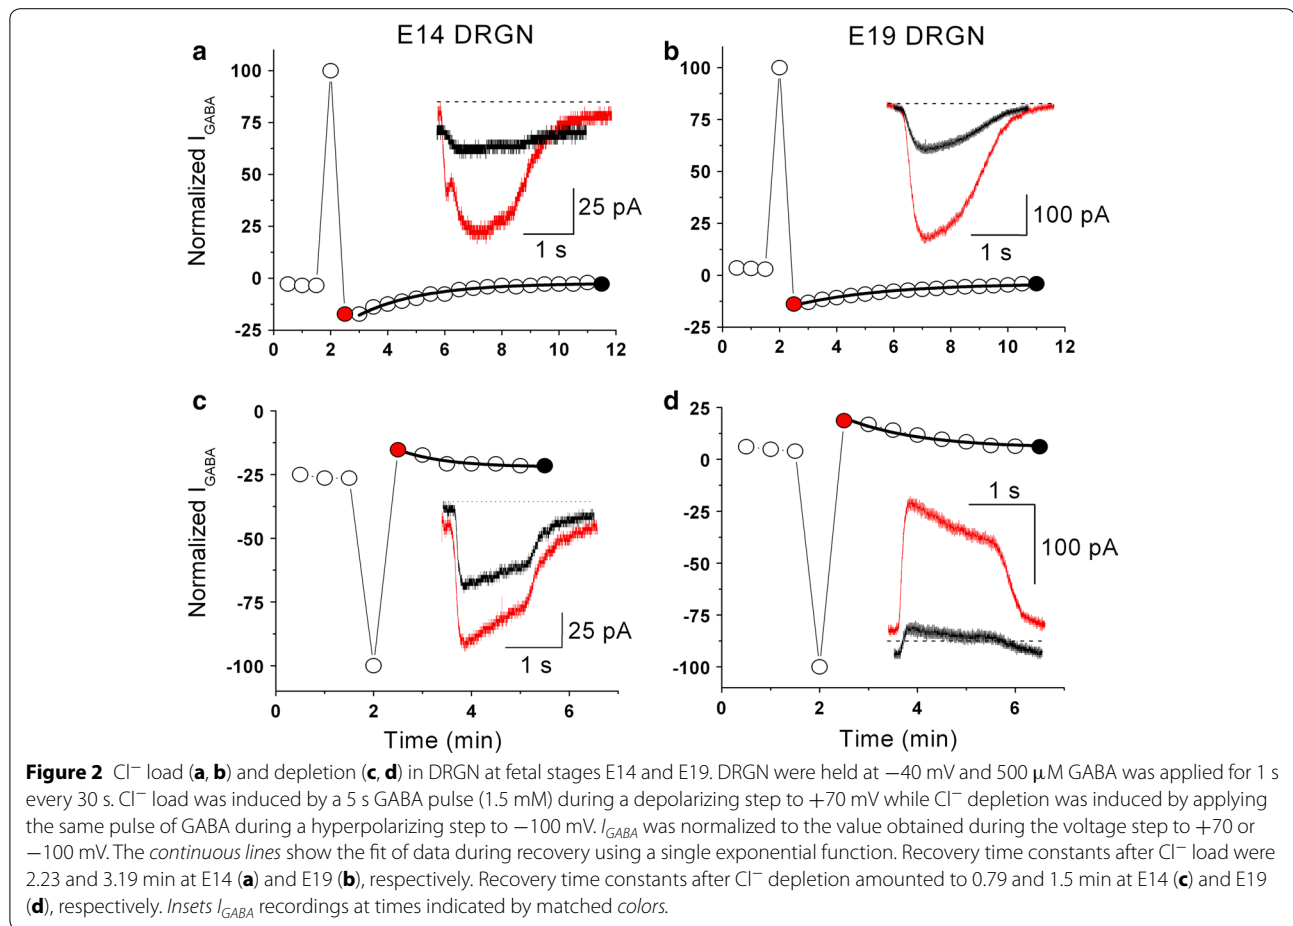 E14 DRGN
E19 DRGN
a
100
75
50
25
0
-25
Normalized I_GABA
25 pA
1 s
0 2 4 6 8 10 12
b
100
75
50
25
0
-25
100 pA
1 s
0 2 4 6 8 10 12
c
0
-25
-50
-75
-100
Normalized I_GABA
25 pA
1 s
0 2 4 6
Time (min)
d
25
0
-25
-50
-75
-100
1 s
100 pA
0 2 4 6
Time (min)
Figure 2 Cl⁻ load (a, b) and depletion (c, d) in DRGN at fetal stages E14 and E19. DRGN were held at −40 mV and 500 μM GABA was applied for 1 s
every 30 s. Cl⁻ load was induced by a 5 s GABA pulse (1.5 mM) during a depolarizing step to +70 mV while Cl⁻ depletion was induced by applying
the same pulse of GABA during a hyperpolarizing step to −100 mV. I_GABA was normalized to the value obtained during the voltage step to +70 or
−100 mV. The continuous lines show the fit of data during recovery using a single exponential function. Recovery time constants after Cl⁻ load were
2.23 and 3.19 min at E14 (a) and E19 (b), respectively. Recovery time constants after Cl⁻ depletion amounted to 0.79 and 1.5 min at E14 (c) and E19
(d), respectively. Insets I_GABA recordings at times indicated by matched colors.